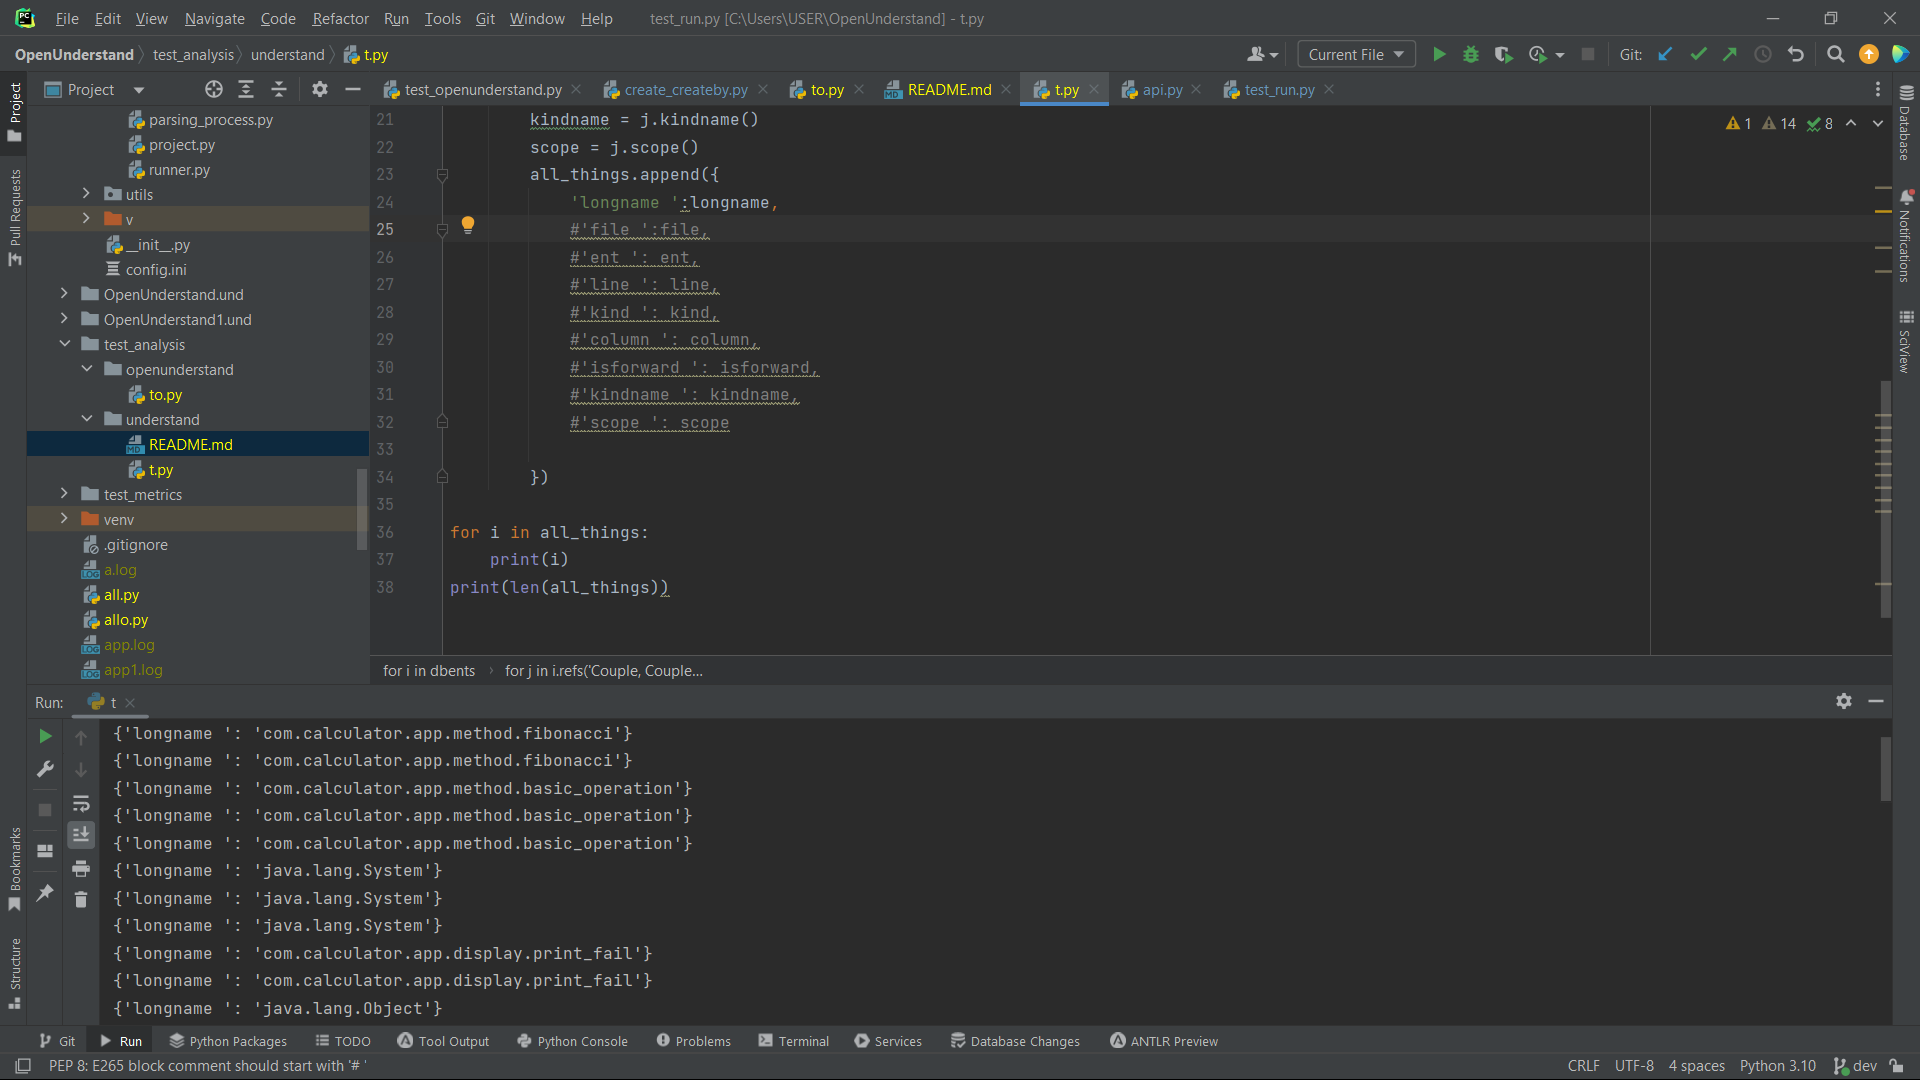 File Edit View Navigate Code Refactor Run Tools Git Window Help test_run.py [C:\Users\USER\OpenUnderstand] - t.py
OpenUnderstand test_analysis understand t.py Current File Git:
Project test_openunderstand.py create_createby.py to.py README.md t.py api.py test_run.py
Project
Pull Requests
Bookmarks
Structure
parsing_process.py
project.py
runner.py
utils
v
__init__.py
config.ini
OpenUnderstand.und
OpenUnderstand1.und
test_analysis
openunderstand
to.py
understand
README.md
t.py
test_metrics
venv
.gitignore
a.log
all.py
allo.py
app.log
app1.log
1 14 8
21 kindname = j.kindname()
22 scope = j.scope()
23 all_things.append({
24 'longname ':longname,
25 #'file ':file,
26 #'ent ': ent,
27 #'line ': line,
28 #'kind ': kind,
29 #'column ': column,
30 #'isforward ': isforward,
31 #'kindname ': kindname,
32 #'scope ': scope
33
34 })
35
36 for i in all_things:
37 print(i)
38 print(len(all_things))
for i in dbents for j in i.refs('Couple, Couple...
Database
Notifications
SciView
Run: t
{'longname ': 'com.calculator.app.method.fibonacci'}
{'longname ': 'com.calculator.app.method.fibonacci'}
{'longname ': 'com.calculator.app.method.basic_operation'}
{'longname ': 'com.calculator.app.method.basic_operation'}
{'longname ': 'com.calculator.app.method.basic_operation'}
{'longname ': 'java.lang.System'}
{'longname ': 'java.lang.System'}
{'longname ': 'java.lang.System'}
{'longname ': 'com.calculator.app.display.print_fail'}
{'longname ': 'com.calculator.app.display.print_fail'}
{'longname ': 'java.lang.Object'}
Git Run Python Packages TODO Tool Output Python Console Problems Terminal Services Database Changes ANTLR Preview
PEP 8: E265 block comment should start with '# ' CRLF UTF-8 4 spaces Python 3.10 dev